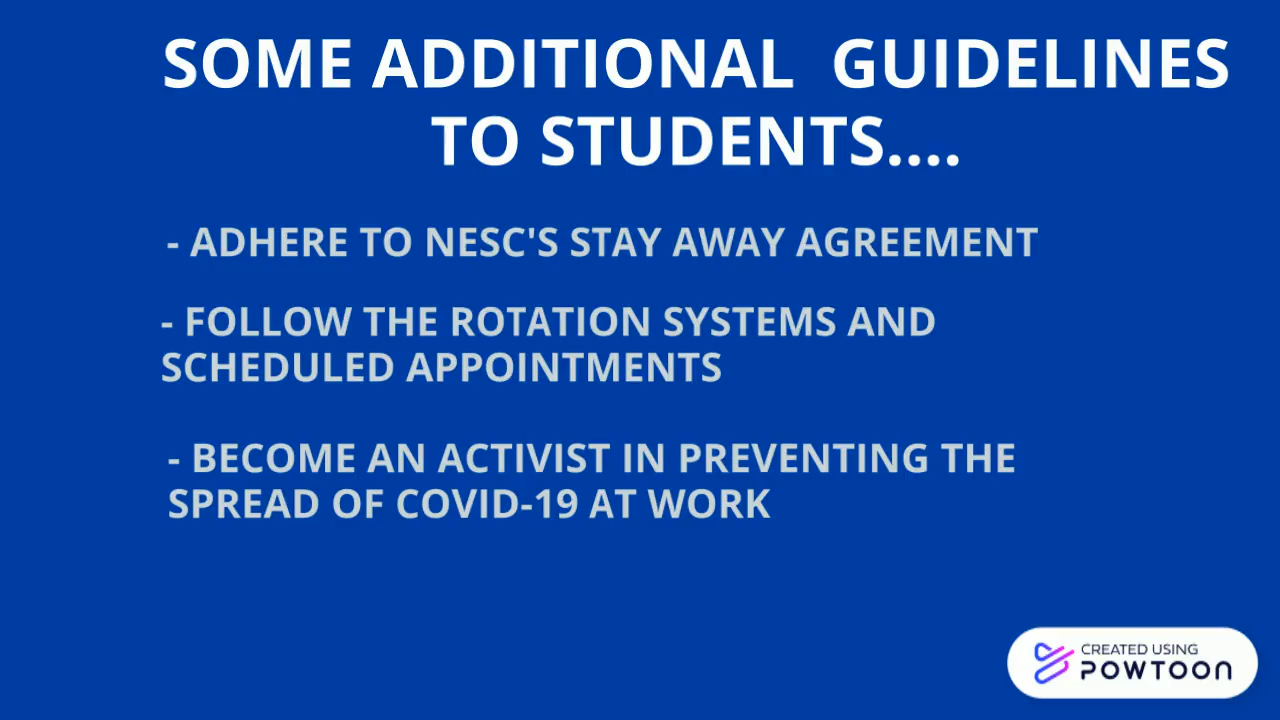 SOME ADDITIONAL  GUIDELINES
TO STUDENTS....
- ADHERE TO NESC'S STAY AWAY AGREEMENT
- FOLLOW THE ROTATION SYSTEMS AND
SCHEDULED APPOINTMENTS
- BECOME AN ACTIVIST IN PREVENTING THE
SPREAD OF COVID-19 AT WORK
CREATED USING
POWTOON